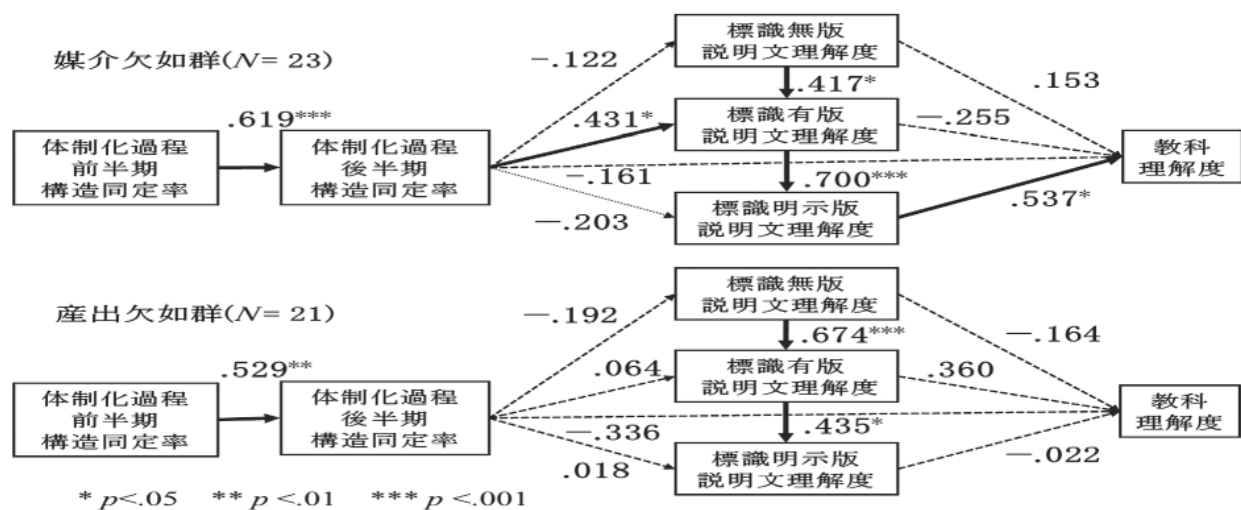 媒介欠如群(N= 23)
標識無版
説明文理解度
−.122
.153
.417*
.619***
.431*
標識有版
説明文理解度
−.255
体制化過程
前半期
構造同定率
体制化過程
後半期
構造同定率
教科
理解度
−.161
.700***
.537*
−.203
標識明示版
説明文理解度
産出欠如群(N= 21)
標識無版
説明文理解度
−.192
−.164
.674***
.529**
.064
標識有版
説明文理解度
.360
体制化過程
前半期
構造同定率
体制化過程
後半期
構造同定率
教科
理解度
−.336
.435*
−.022
.018
標識明示版
説明文理解度
* p<.05 ** p <.01 *** p <.001